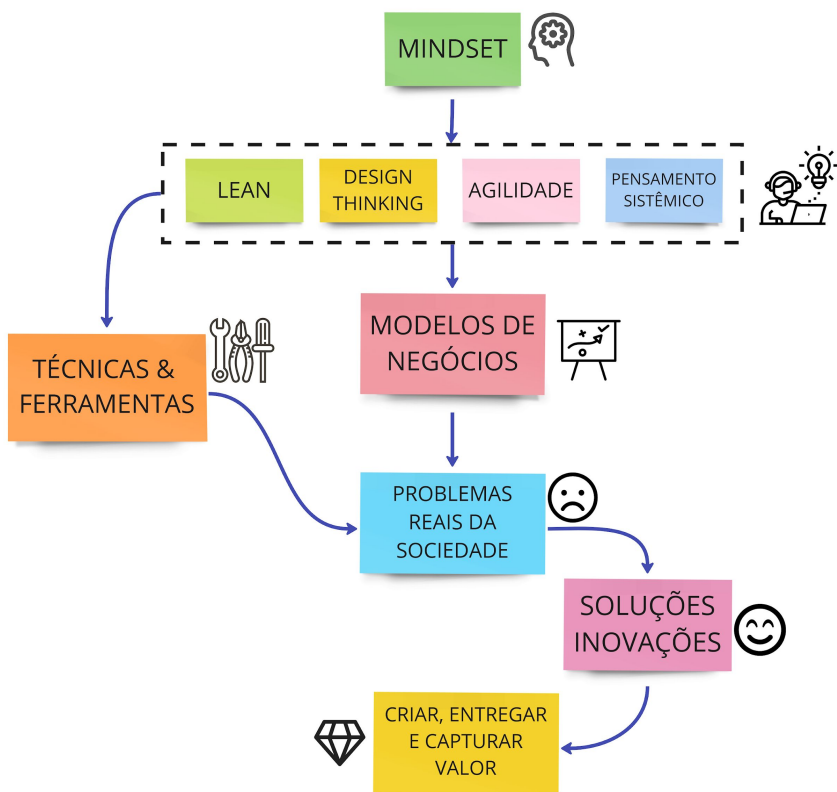 MINDSET
LEAN
DESIGN
THINKING
AGILIDADE
PENSAMENTO
SISTÊMICO
MODELOS DE
NEGÓCIOS
TÉCNICAS &
FERRAMENTAS
PROBLEMAS
REAIS DA
SOCIEDADE
SOLUÇÕES
INOVAÇÕES
CRIAR, ENTREGAR
E CAPTURAR
VALOR